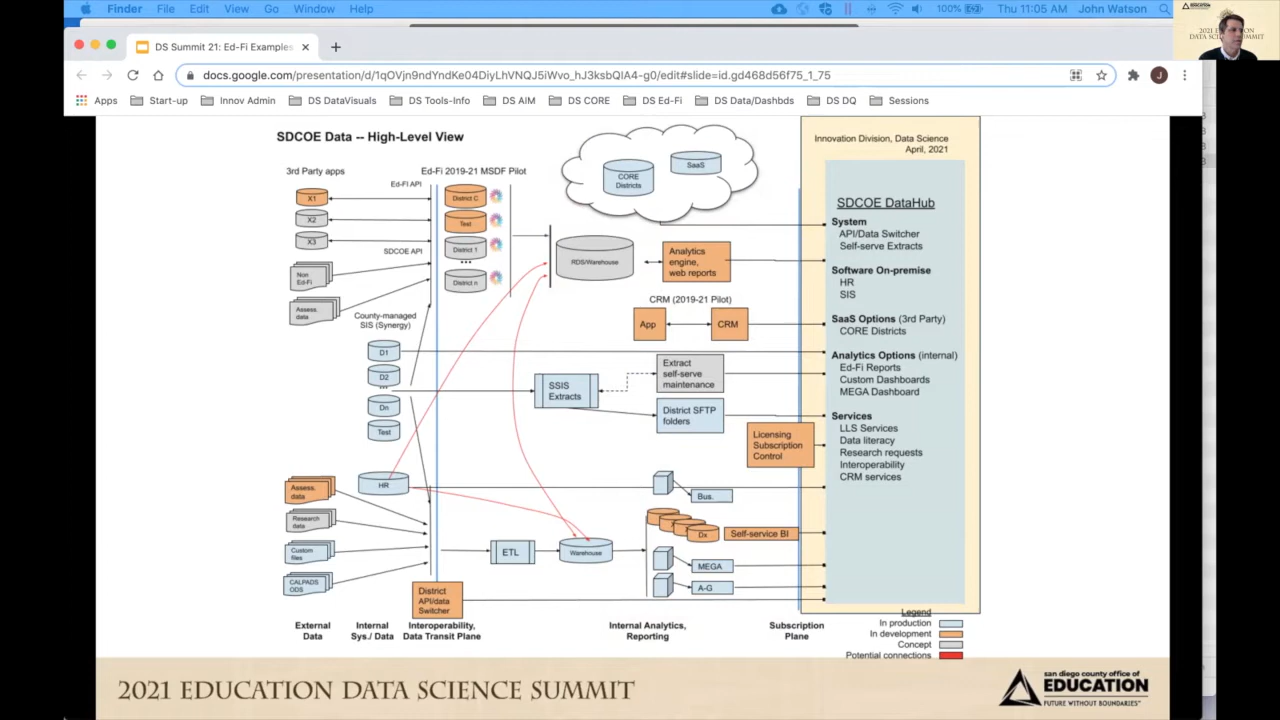 Finder File Edit View Go Window Help
100% Thu 11:05 AM John Watson
2021 EDUCATION
DATA SCIENCE SUMMIT
DS Summit 21: Ed-Fi Examples
docs.google.com/presentation/d/1qOVjn9ndYndKe04DiyLhVNQJ5iWvo_hJ3ksbQIA4-g0/edit#slide=id.gd468d56f75_1_75
J
Apps Start-up Innov Admin DS DataVisuals DS Tools-Info DS AIM DS CORE DS Ed-Fi DS Data/Dashbds DS DQ Sessions
SDCOE Data -- High-Level View
3rd Party apps
X1
X2
X3
Non
Ed-Fi
Assess.
data
Ed-Fi API
SDCOE API
Ed-Fi 2019-21 MSDF Pilot
District C
Test
District 1
...
District n
CORE
Districts
SaaS
RDS/Warehouse
Analytics
engine,
web reports
CRM (2019-21 Pilot)
App
CRM
County-managed
SIS (Synergy)
D1
D2
...
Dn
Test
SSIS
Extracts
Extract
self-serve
maintenance
District SFTP
folders
Licensing
Subscription
Control
HR
Assess.
data
Research
data
Custom
files
CALPADS
ODS
ETL
Warehouse
Bus.
Dx
Self-service BI
MEGA
A-G
District
API/data
Switcher
External
Data
Internal
Sys./ Data
Interoperability,
Data Transit Plane
Internal Analytics,
Reporting
Subscription
Plane
Innovation Division, Data Science
April, 2021
SDCOE DataHub
System
API/Data Switcher
Self-serve Extracts
Software On-premise
HR
SIS
SaaS Options (3rd Party)
CORE Districts
Analytics Options (internal)
Ed-Fi Reports
Custom Dashboards
MEGA Dashboard
Services
LLS Services
Data literacy
Research requests
Interoperability
CRM services
Legend
In production
In development
Concept
Potential connections
2021 EDUCATION DATA SCIENCE SUMMIT
san diego county office of
EDUCATION
FUTURE WITHOUT BOUNDARIES™